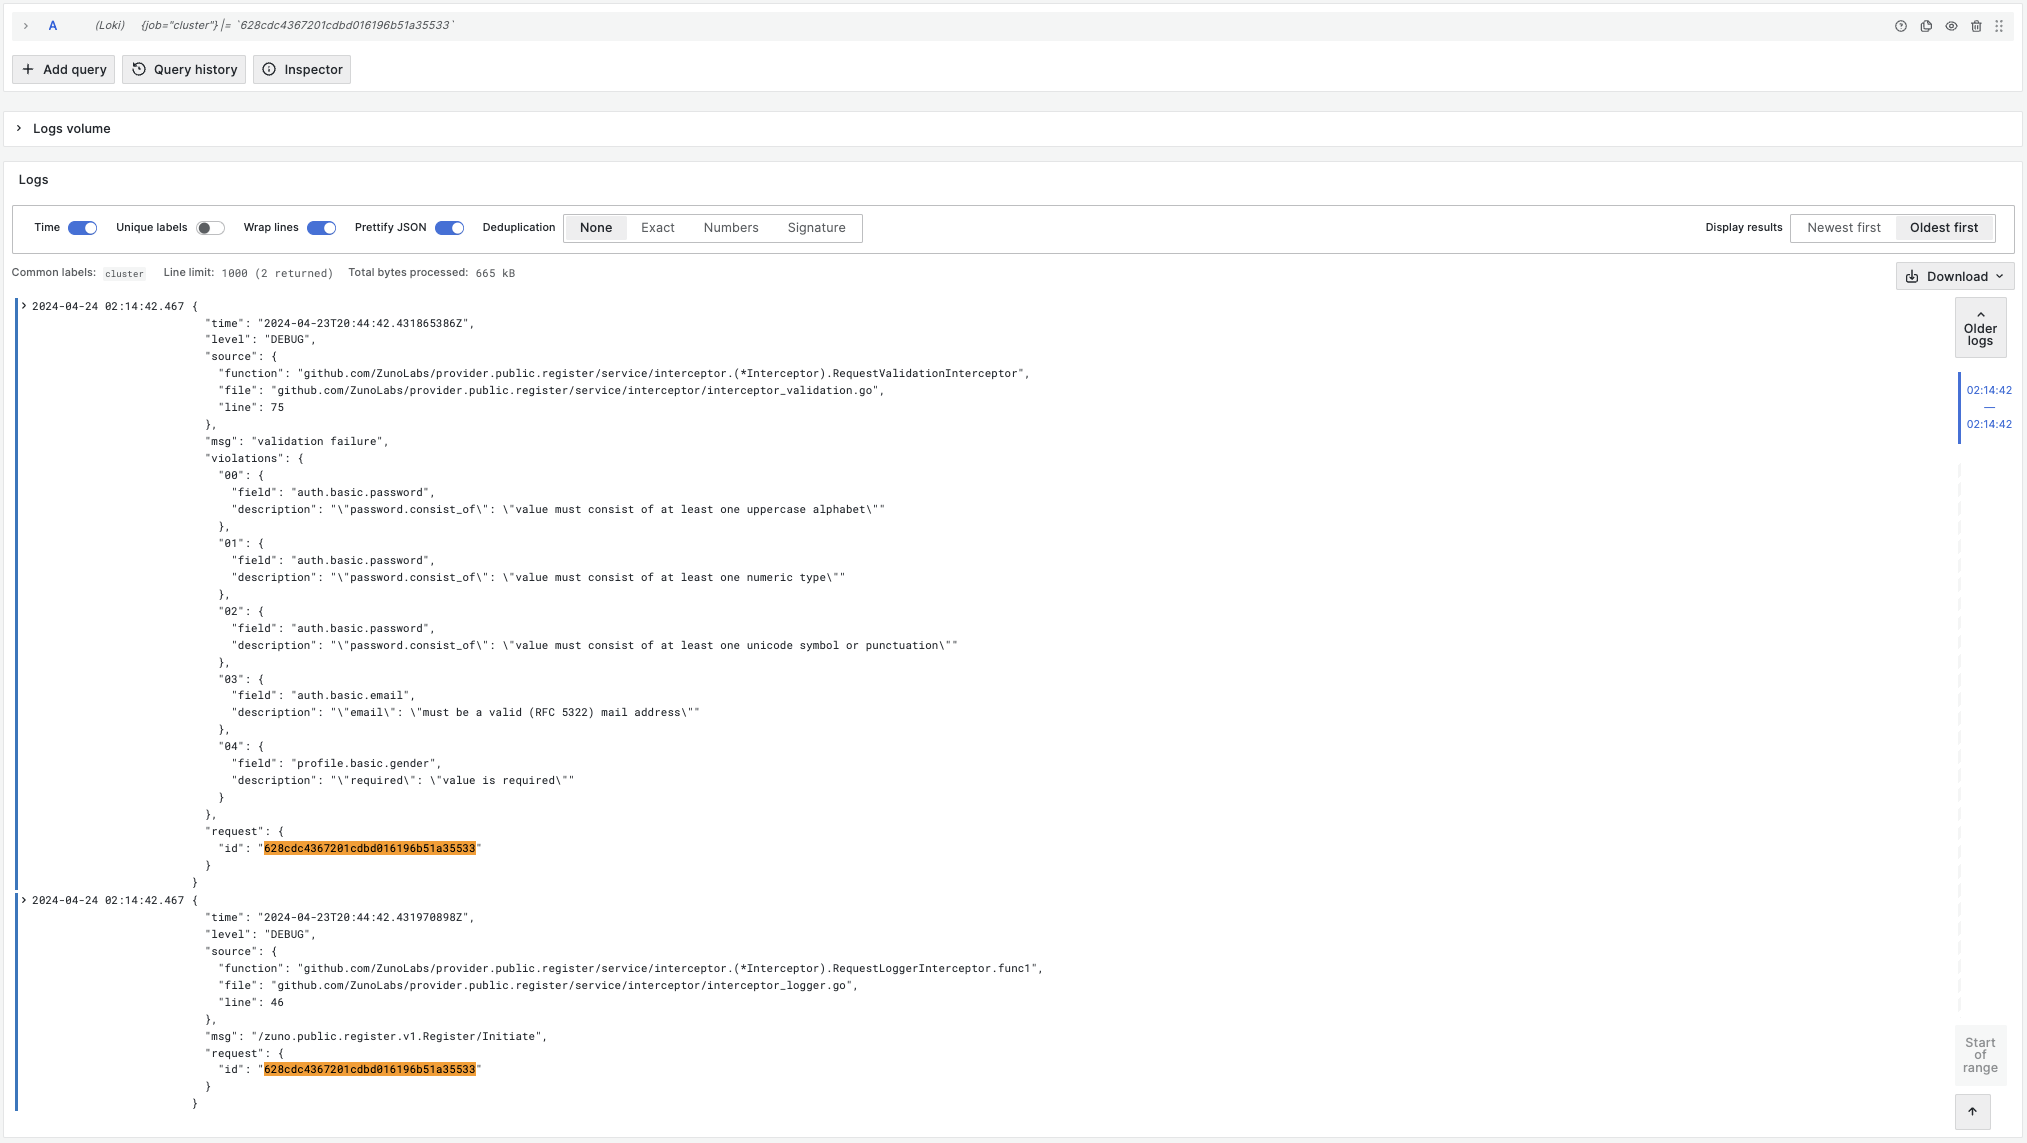 A (Loki) {job="cluster"} |= `628cdc4367201cdbd016196b51a35533`
Add query Query history Inspector
Logs volume
Logs
Time Unique labels Wrap lines Prettify JSON Deduplication None Exact Numbers Signature Display results Newest first Oldest first
Common labels: cluster Line limit: 1000 (2 returned) Total bytes processed: 665 kB
Download
2024-04-24 02:14:42.467 {
"time": "2024-04-23T20:44:42.431865386Z",
"level": "DEBUG",
"source": {
"function": "github.com/ZunoLabs/provider.public.register/service/interceptor.(*Interceptor).RequestValidationInterceptor",
"file": "github.com/ZunoLabs/provider.public.register/service/interceptor/interceptor_validation.go",
"line": 75
},
"msg": "validation failure",
"violations": {
"00": {
"field": "auth.basic.password",
"description": "\"password.consist_of\": \"value must consist of at least one uppercase alphabet\""
},
"01": {
"field": "auth.basic.password",
"description": "\"password.consist_of\": \"value must consist of at least one numeric type\""
},
"02": {
"field": "auth.basic.password",
"description": "\"password.consist_of\": \"value must consist of at least one unicode symbol or punctuation\""
},
"03": {
"field": "auth.basic.email",
"description": "\"email\": \"must be a valid (RFC 5322) mail address\""
},
"04": {
"field": "profile.basic.gender",
"description": "\"required\": \"value is required\""
}
},
"request": {
"id": "628cdc4367201cdbd016196b51a35533"
}
}
2024-04-24 02:14:42.467 {
"time": "2024-04-23T20:44:42.431970898Z",
"level": "DEBUG",
"source": {
"function": "github.com/ZunoLabs/provider.public.register/service/interceptor.(*Interceptor).RequestLoggerInterceptor.func1",
"file": "github.com/ZunoLabs/provider.public.register/service/interceptor/interceptor_logger.go",
"line": 46
},
"msg": "/zuno.public.register.v1.Register/Initiate",
"request": {
"id": "628cdc4367201cdbd016196b51a35533"
}
}
Older
logs
02:14:42
—
02:14:42
Start
of
range